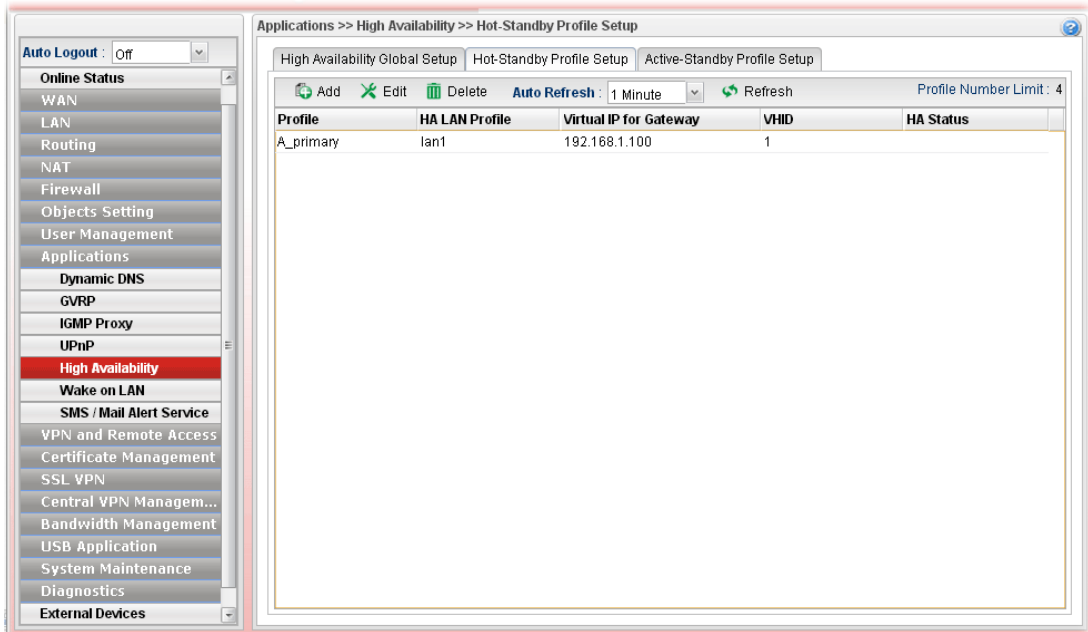 Applications >> High Availability >> Hot-Standby Profile Setup
Auto Logout : Off
Online Status
WAN
LAN
Routing
NAT
Firewall
Objects Setting
User Management
Applications
Dynamic DNS
GVRP
IGMP Proxy
UPnP
High Availability
Wake on LAN
SMS / Mail Alert Service
VPN and Remote Access
Certificate Management
SSL VPN
Central VPN Managem...
Bandwidth Management
USB Application
System Maintenance
Diagnostics
External Devices
High Availability Global Setup Hot-Standby Profile Setup Active-Standby Profile Setup
Add Edit Delete Auto Refresh : 1 Minute Refresh Profile Number Limit : 4
Profile HA LAN Profile Virtual IP for Gateway VHID HA Status
A_primary lan1 192.168.1.100 1